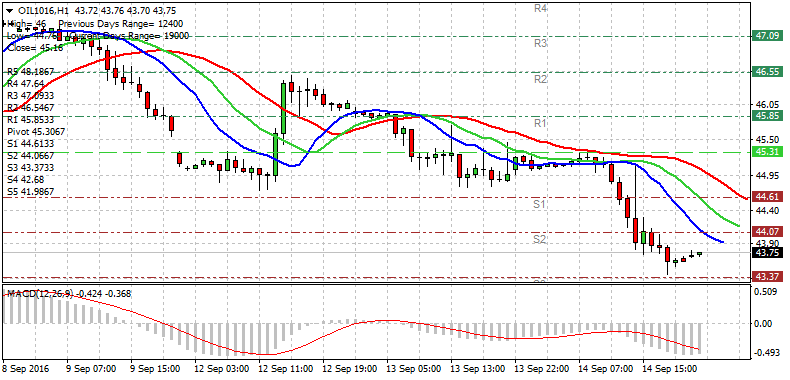 OIL1016,H1 43.72 43.76 43.70 43.75
High= 46 Previous Days Range= 12400
Low= 44.76 Current Days Range= 19000
Close= 45.18
R5 48.1867
R4 47.64
R3 47.0933
R2 46.5467
R1 45.8533
Pivot 45.3067
S1 44.6133
S2 44.0667
S3 43.3733
S4 42.68
S5 41.9867
R4
R3
R2
R1
S1
S2
47.09
46.55
46.05
45.85
45.50
45.31
44.95
44.61
44.40
44.07
43.90
43.75
43.37
MACD(12,26,9) -0.424 -0.368
0.509
0.00
-0.493
8 Sep 2016 9 Sep 07:00 9 Sep 15:00 12 Sep 03:00 12 Sep 11:00 12 Sep 19:00 13 Sep 05:00 13 Sep 13:00 13 Sep 22:00 14 Sep 07:00 14 Sep 15:00